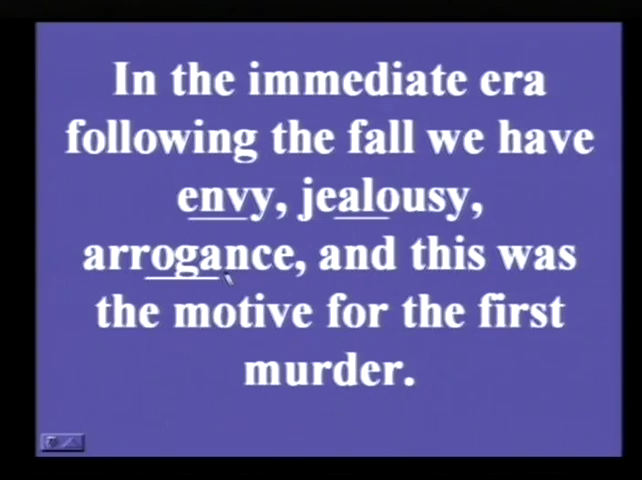 In the immediate era
following the fall we have
envy, jealousy,
arrogance, and this was
the motive for the first
murder.